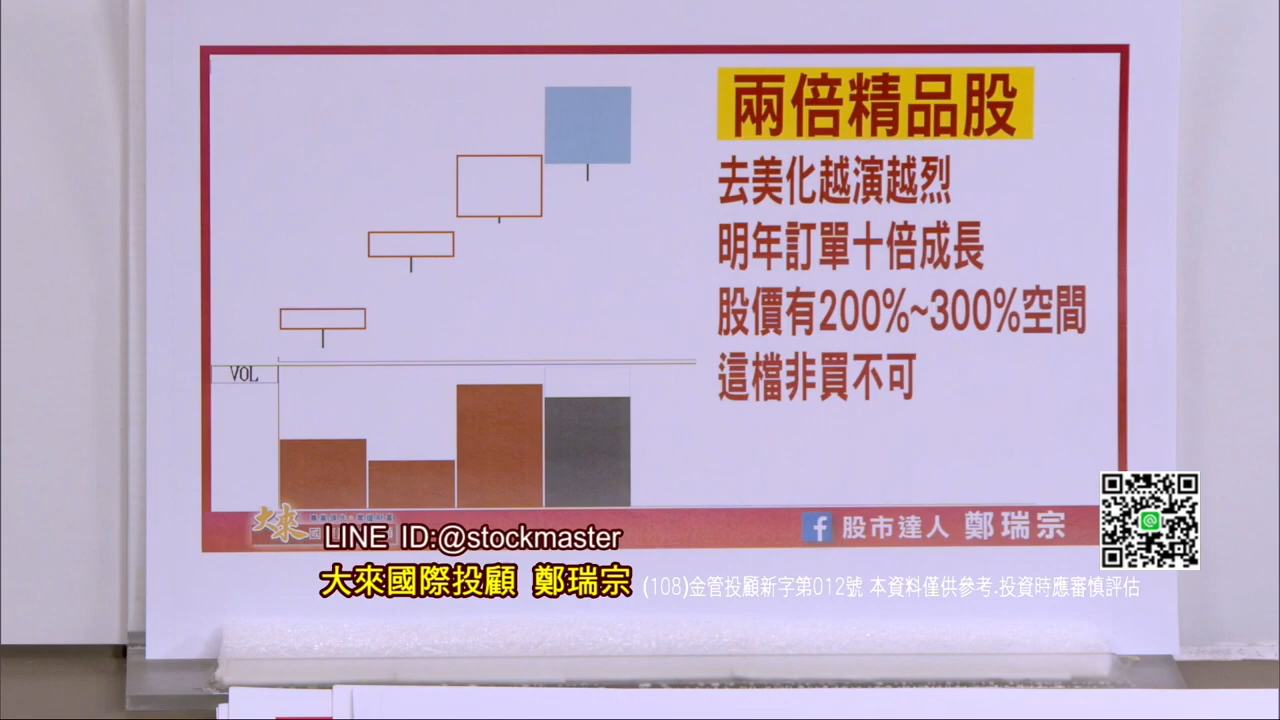 兩倍精品股
去美化越演越烈
明年訂單十倍成長
股價有200%~300%空間
這檔非買不可
VOL
大來
國
f 股市達人 鄭瑞宗
LINE ID:@stockmaster
大來國際投顧 鄭瑞宗 (108)金管投顧新字第012號 本資料僅供參考.投資時應審慎評估